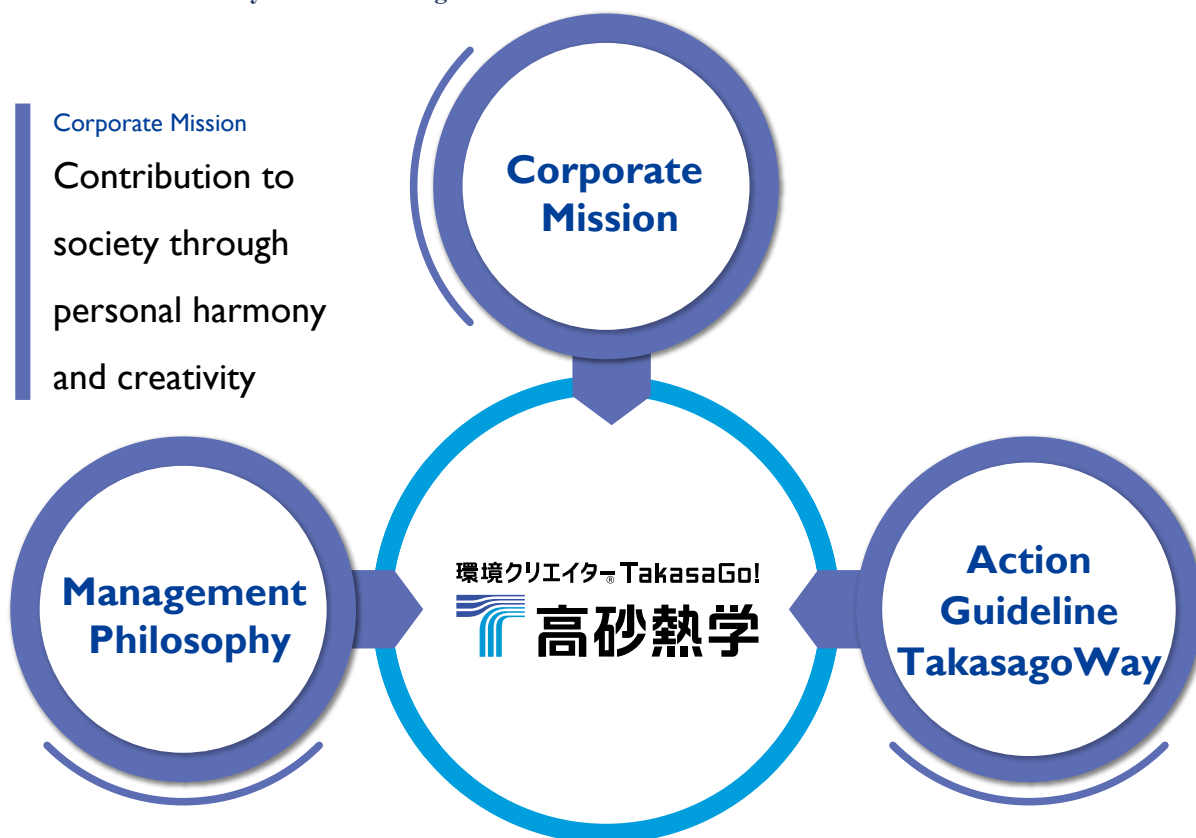 Corporate Mission
Contribution to
society through
personal harmony
and creativity
Corporate
Mission
Management
Philosophy
環境クリエイター® TakasaGo!
高砂熱学
Action
Guideline
TakasagoWay